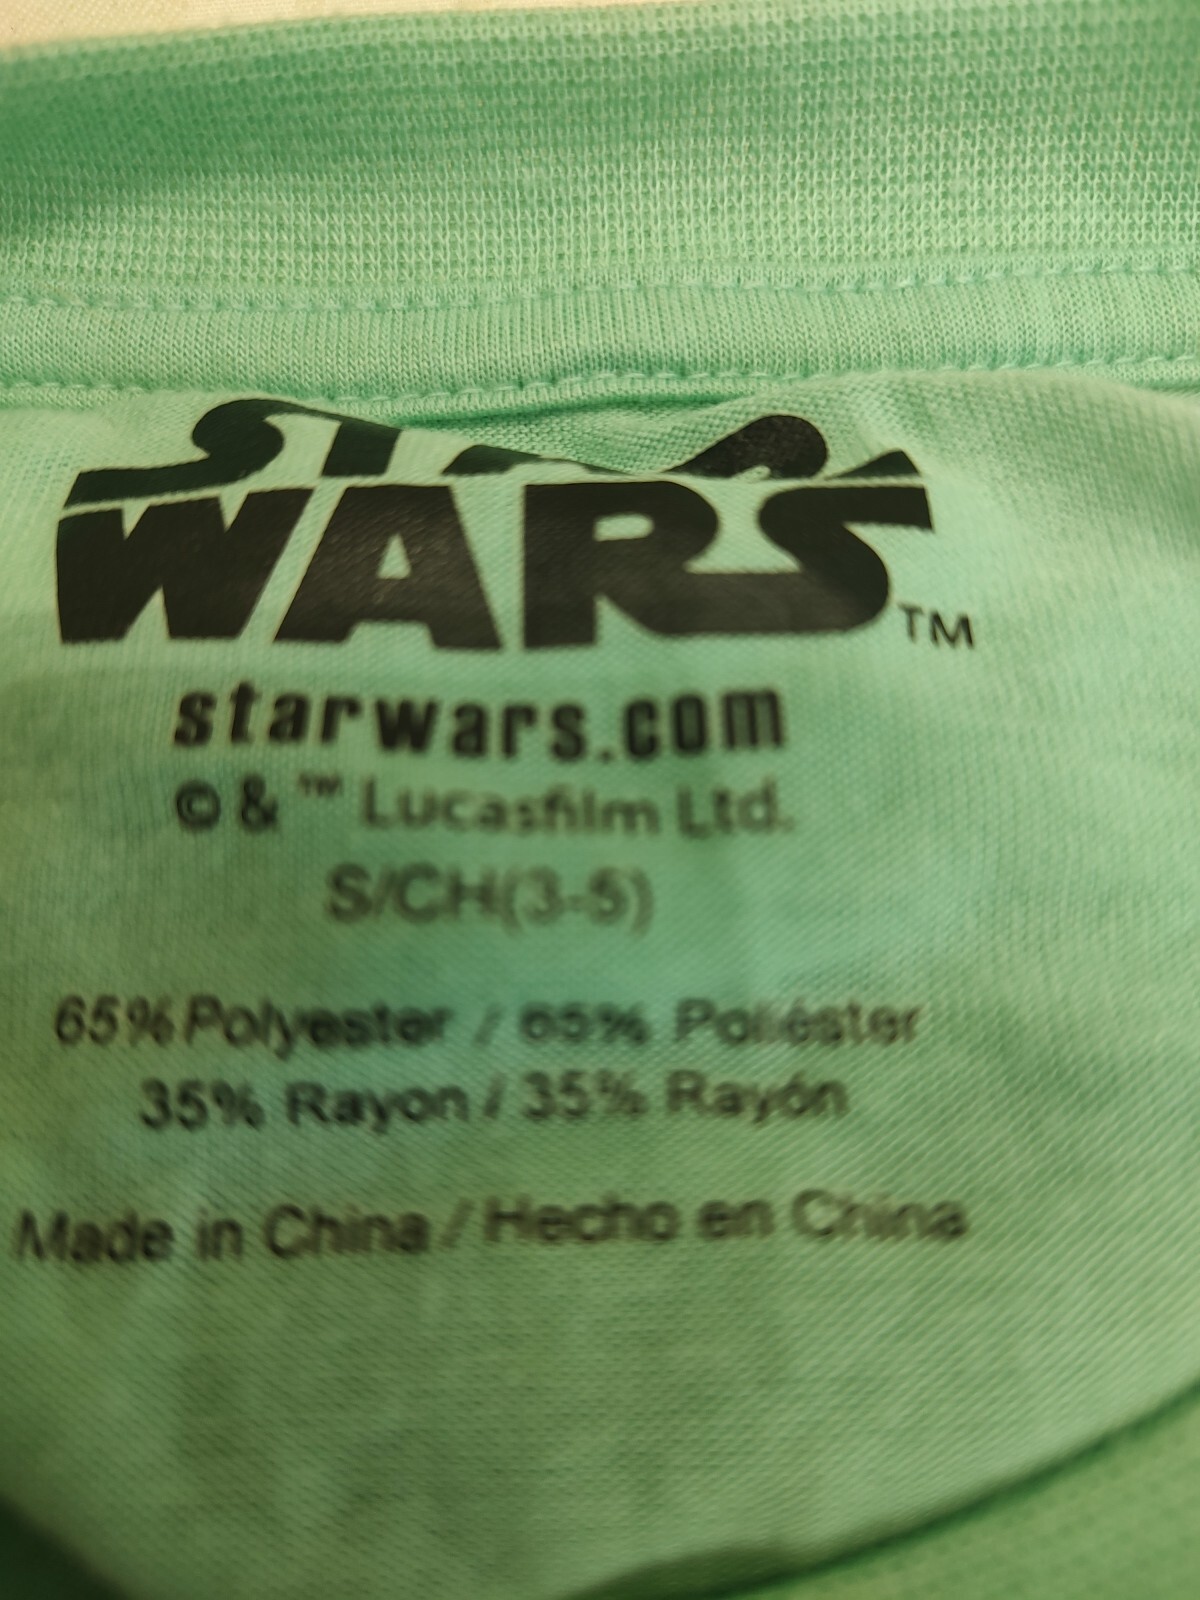 STAR
WARS™
starwars.com
© & ™ Lucasfilm Ltd.
S/CH(3-5)
65% Polyester / 65% Poliéster
35% Rayon / 35% Rayón
Made in China / Hecho en China